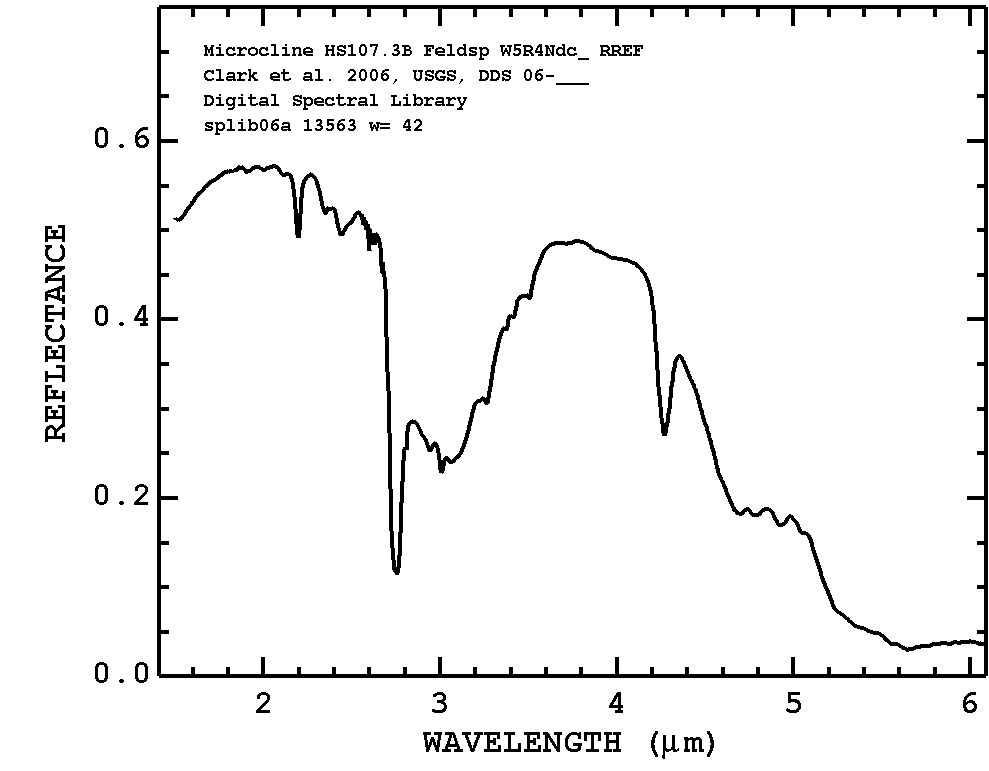 Microcline HS107.3B Feldsp W5R4Ndc_ RREF
Clark et al. 2006, USGS, DDS 06-___
Digital Spectral Library
splib06a 13563 w= 42
REFLECTANCE
0.6
0.4
0.2
0.0
2 3 4 5 6
WAVELENGTH (μm)